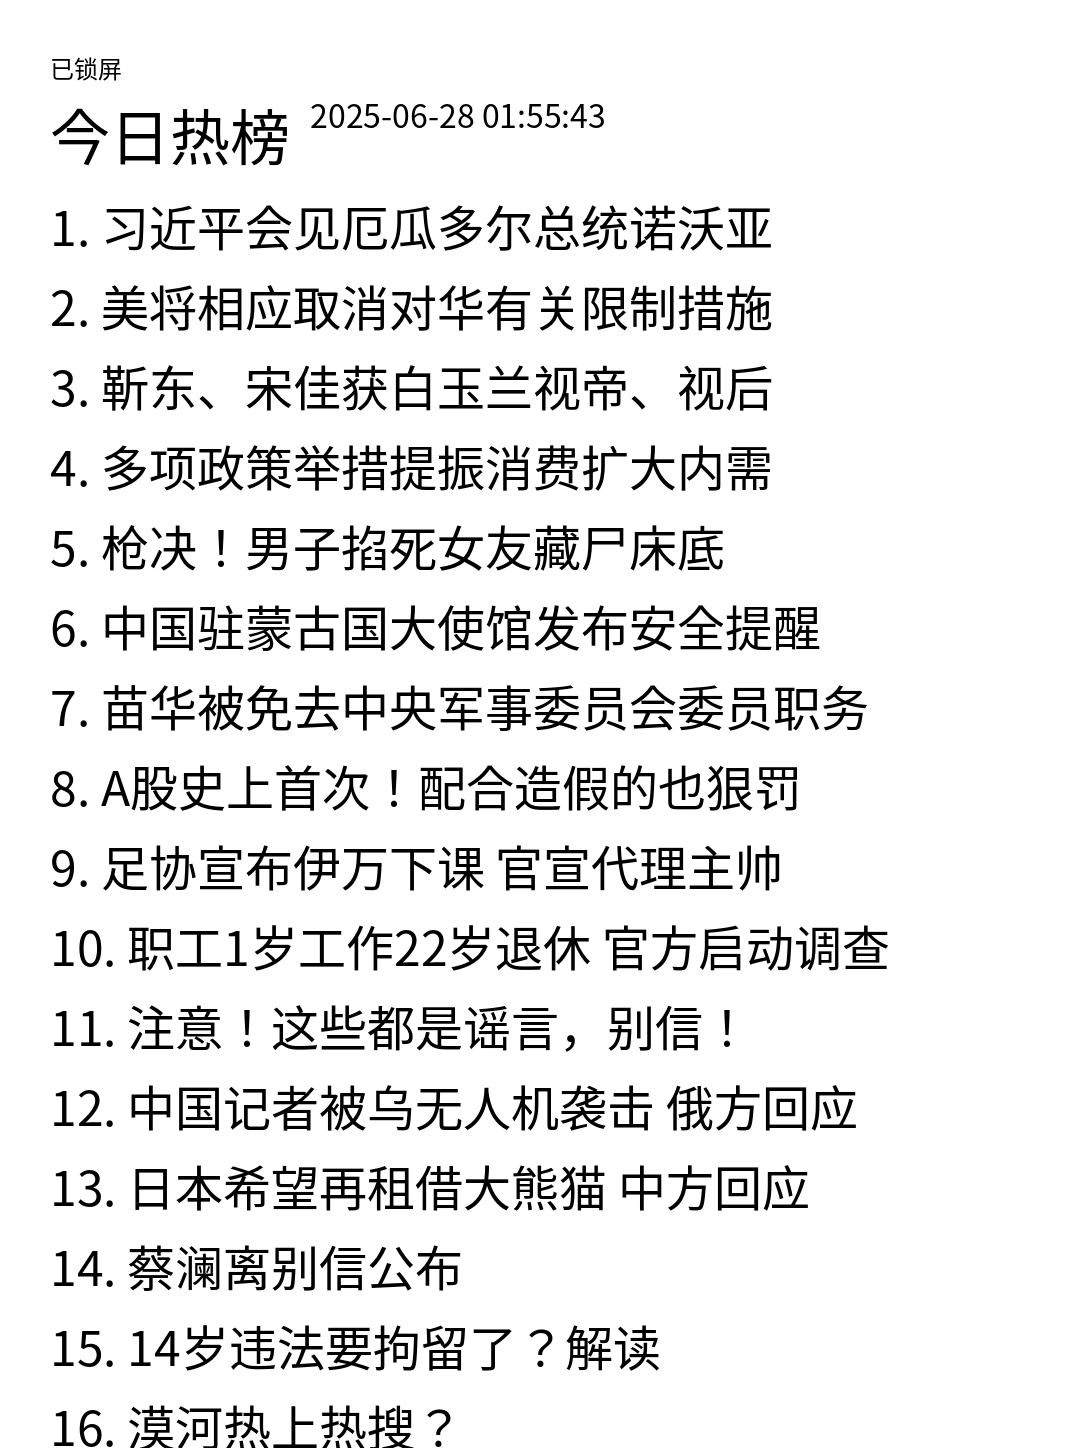 已锁屏
今日热榜 2025-06-28 01:55:43
1. 习近平会见厄瓜多尔总统诺沃亚
2. 美将相应取消对华有关限制措施
3. 靳东、宋佳获白玉兰视帝、视后
4. 多项政策举措提振消费扩大内需
5. 枪决！男子掐死女友藏尸床底
6. 中国驻蒙古国大使馆发布安全提醒
7. 苗华被免去中央军事委员会委员职务
8. A股史上首次！配合造假的也狠罚
9. 足协宣布伊万下课 官宣代理主帅
10. 职工1岁工作22岁退休 官方启动调查
11. 注意！这些都是谣言，别信！
12. 中国记者被乌无人机袭击 俄方回应
13. 日本希望再租借大熊猫 中方回应
14. 蔡澜离别信公布
15. 14岁违法要拘留了？解读
16. 漠河热上热搜？